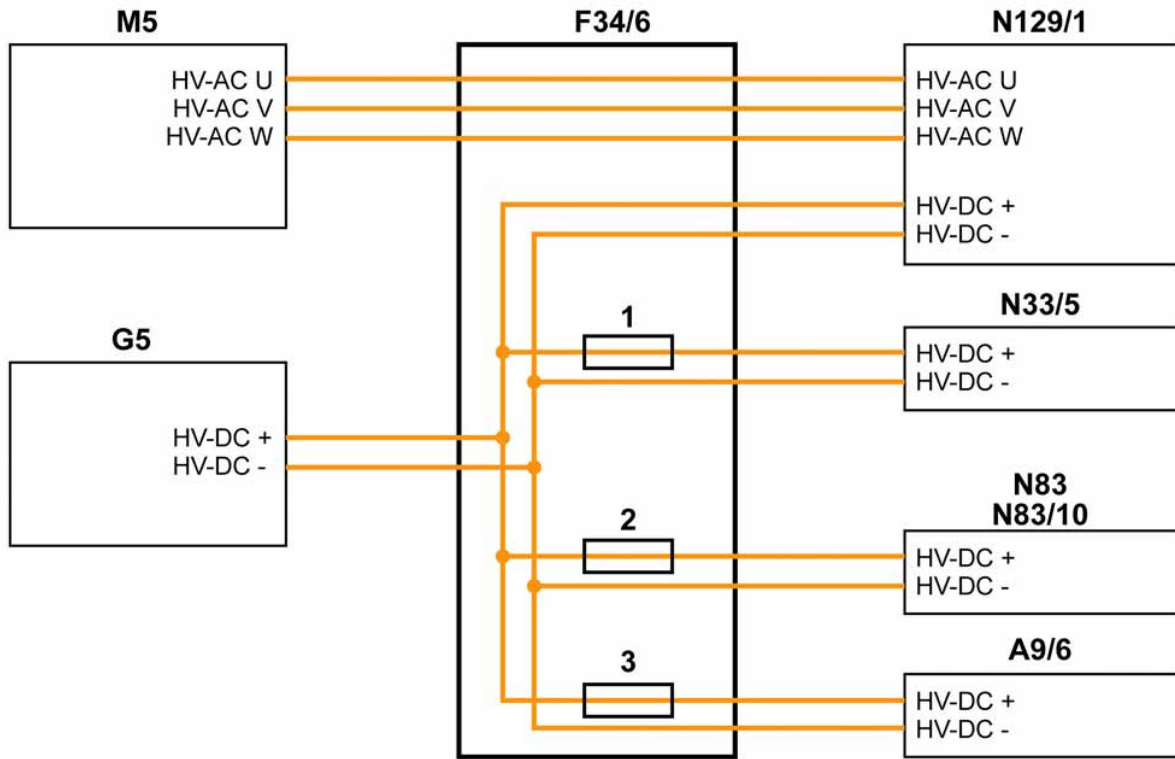 M5
HV-AC U
HV-AC V
HV-AC W
G5
HV-DC +
HV-DC -
F34/6
1
2
3
N129/1
HV-AC U
HV-AC V
HV-AC W
HV-DC +
HV-DC -
N33/5
HV-DC +
HV-DC -
N83
N83/10
HV-DC +
HV-DC -
A9/6
HV-DC +
HV-DC -